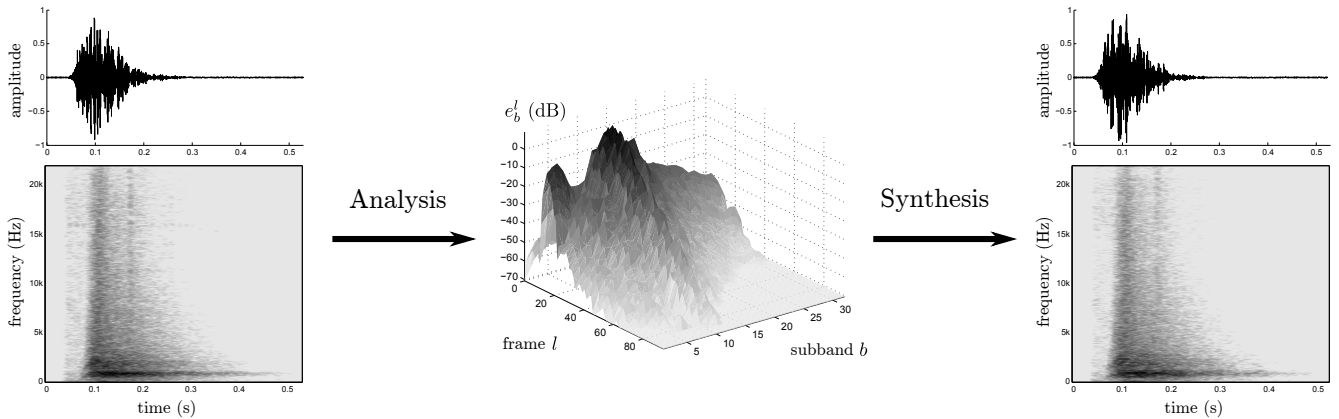 amplitude
1
0.5
0
−0.5
−1
0 0.1 0.2 0.3 0.4 0.5
frequency (Hz)
20k
15k
10k
5k
0
0 0.1 0.2 0.3 0.4 0.5
time (s)
Analysis
e_b^l (dB)
0
−10
−20
−30
−40
−50
−60
−70
0 20 40 60 80
frame l
5 10 15 20 25 30
subband b
Synthesis
amplitude
1
0.5
0
−0.5
−1
0 0.1 0.2 0.3 0.4 0.5
frequency (Hz)
20k
15k
10k
5k
0
0 0.1 0.2 0.3 0.4 0.5
time (s)